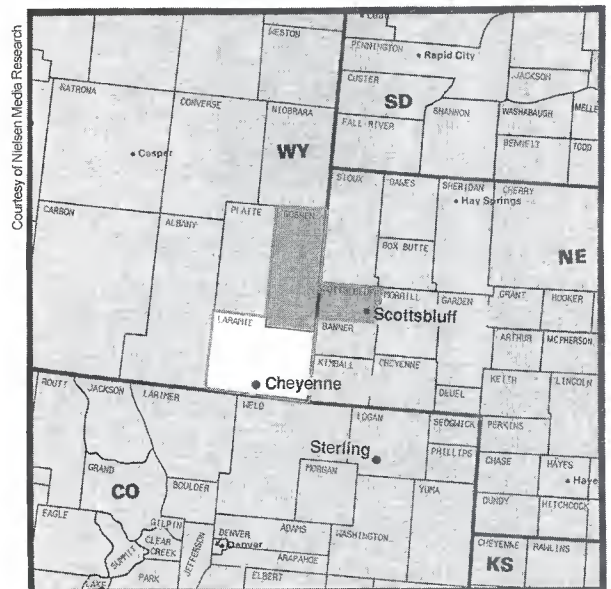 Courtesy of Nielsen Media Research
WESTON
PENNINGTON
Rapid City
CUSTER
JACKSON
SD
NATRONA
CONVERSE
NIOBRARA
SHANNON
WASHABAUGH
FALL RIVER
BENNETT
TODD
Casper
WY
SIOUX
DAWES
SHERIDAN
CHERRY
Hay Springs
CARBON
ALBANY
PLATTE
GOSHEN
BOX BUTTE
NE
MORRILL
GARDEN
GRANT
HOOKER
Scottsbluff
LARAMIE
BANNER
ARTHUR
MCPHERSON
KIMBALL
CHEYENNE
KEITH
LINCOLN
Cheyenne
DEUEL
ROUTT
JACKSON
LARIMER
WELD
LOGAN
SEDGWICK
PERKINS
Sterling
PHILLIPS
CHASE
HAYES
Haye
GRAND
MORGAN
YUMA
CO
BOULDER
DUNDY
HITCHCOCK
EAGLE
GILPIN
CLEAR
CREEK
SUMMIT
JEFFERSON
DENVER
Denver
ADAMS
WASHINGTON
ARAPAHOE
CHEYENNE
RAWLINS
KS
LAKE
PARK
ELBERT